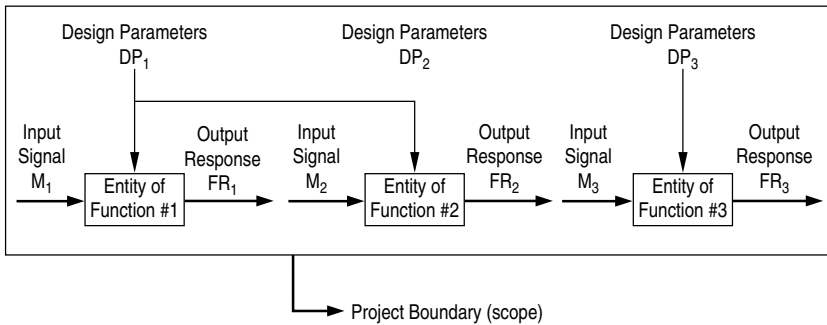 Design Parameters
DP1
Design Parameters
DP2
Design Parameters
DP3
Input
Signal
M1
Output
Response
FR1
Input
Signal
M2
Output
Response
FR2
Input
Signal
M3
Output
Response
FR3
Entity of
Function #1
Entity of
Function #2
Entity of
Function #3
Project Boundary (scope)